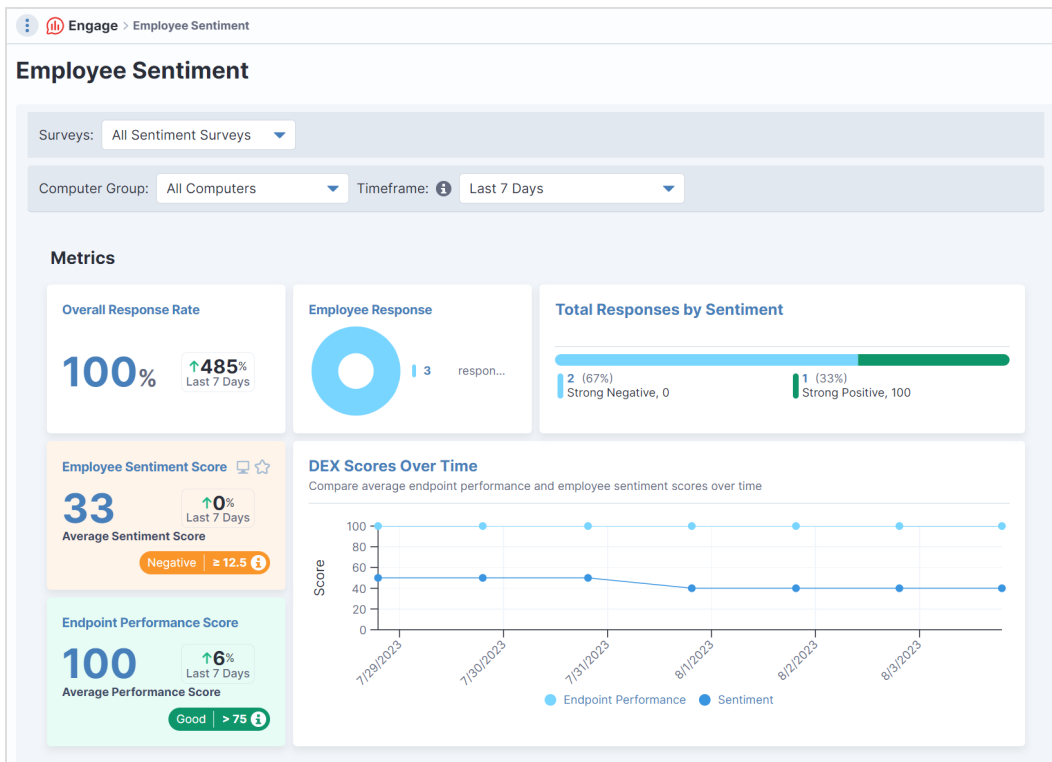 Engage > Employee Sentiment
Employee Sentiment
Surveys: All Sentiment Surveys
Computer Group: All Computers Timeframe: Last 7 Days
Metrics
Overall Response Rate
100%
↑485%
Last 7 Days
Employee Response
3 respon...
Total Responses by Sentiment
2 (67%)
Strong Negative, 0
1 (33%)
Strong Positive, 100
Employee Sentiment Score
33
↑0%
Last 7 Days
Average Sentiment Score
Negative ≥ 12.5
DEX Scores Over Time
Compare average endpoint performance and employee sentiment scores over time
Score
100
80
60
40
20
0
7/29/2023 7/30/2023 7/31/2023 8/1/2023 8/2/2023 8/3/2023
Endpoint Performance Sentiment
Endpoint Performance Score
100
↑6%
Last 7 Days
Average Performance Score
Good > 75